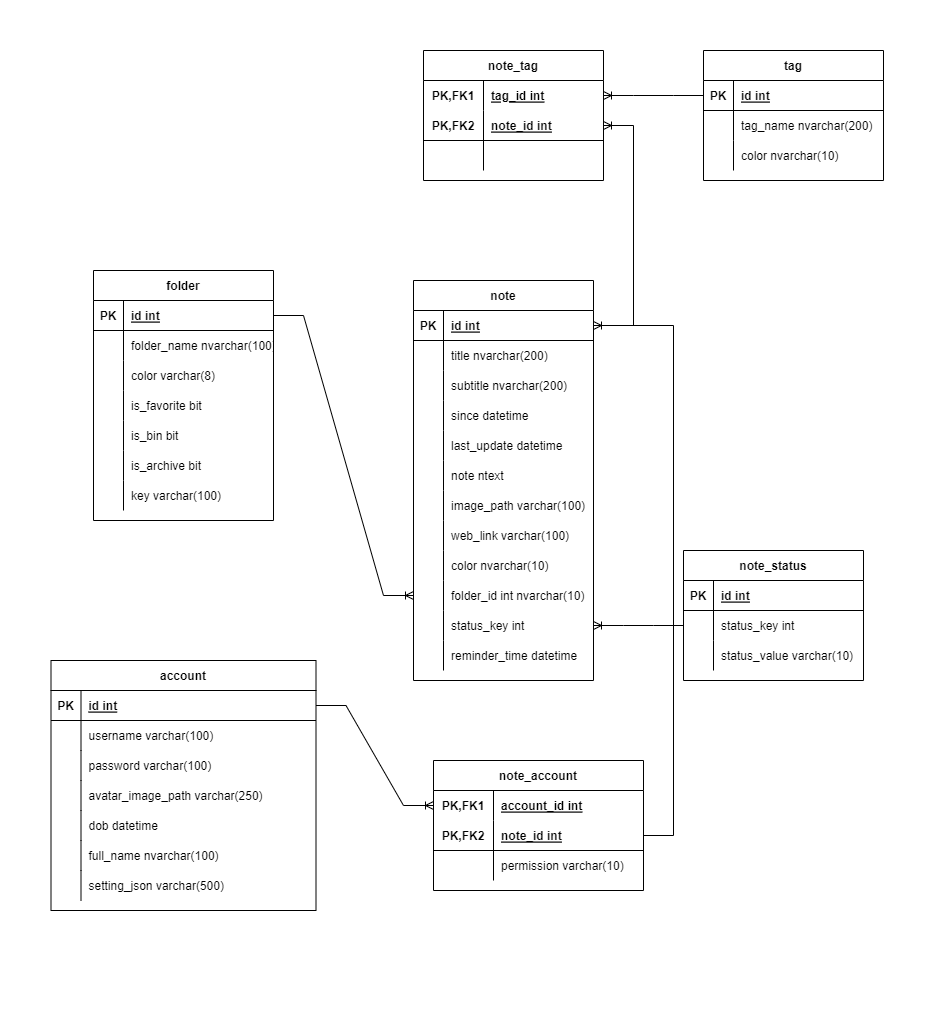 note_tag
PK,FK1 tag_id int
PK,FK2 note_id int
tag
PK id int
tag_name nvarchar(200)
color nvarchar(10)
folder
PK id int
folder_name nvarchar(100
color varchar(8)
is_favorite bit
is_bin bit
is_archive bit
key varchar(100)
note
PK id int
title nvarchar(200)
subtitle nvarchar(200)
since datetime
last_update datetime
note ntext
image_path varchar(100)
web_link varchar(100)
color nvarchar(10)
folder_id int nvarchar(10)
status_key int
reminder_time datetime
note_status
PK id int
status_key int
status_value varchar(10)
account
PK id int
username varchar(100)
password varchar(100)
avatar_image_path varchar(250)
dob datetime
full_name nvarchar(100)
setting_json varchar(500)
note_account
PK,FK1 account_id int
PK,FK2 note_id int
permission varchar(10)